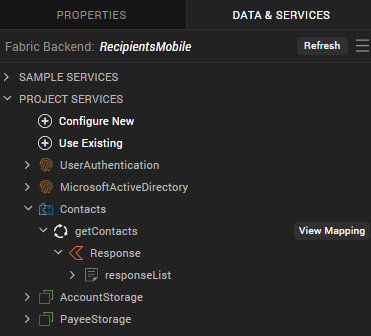 PROPERTIES
DATA & SERVICES
Fabric Backend: RecipientsMobile
Refresh
SAMPLE SERVICES
PROJECT SERVICES
Configure New
Use Existing
UserAuthentication
MicrosoftActiveDirectory
Contacts
getContacts
View Mapping
Response
responseList
AccountStorage
PayeeStorage